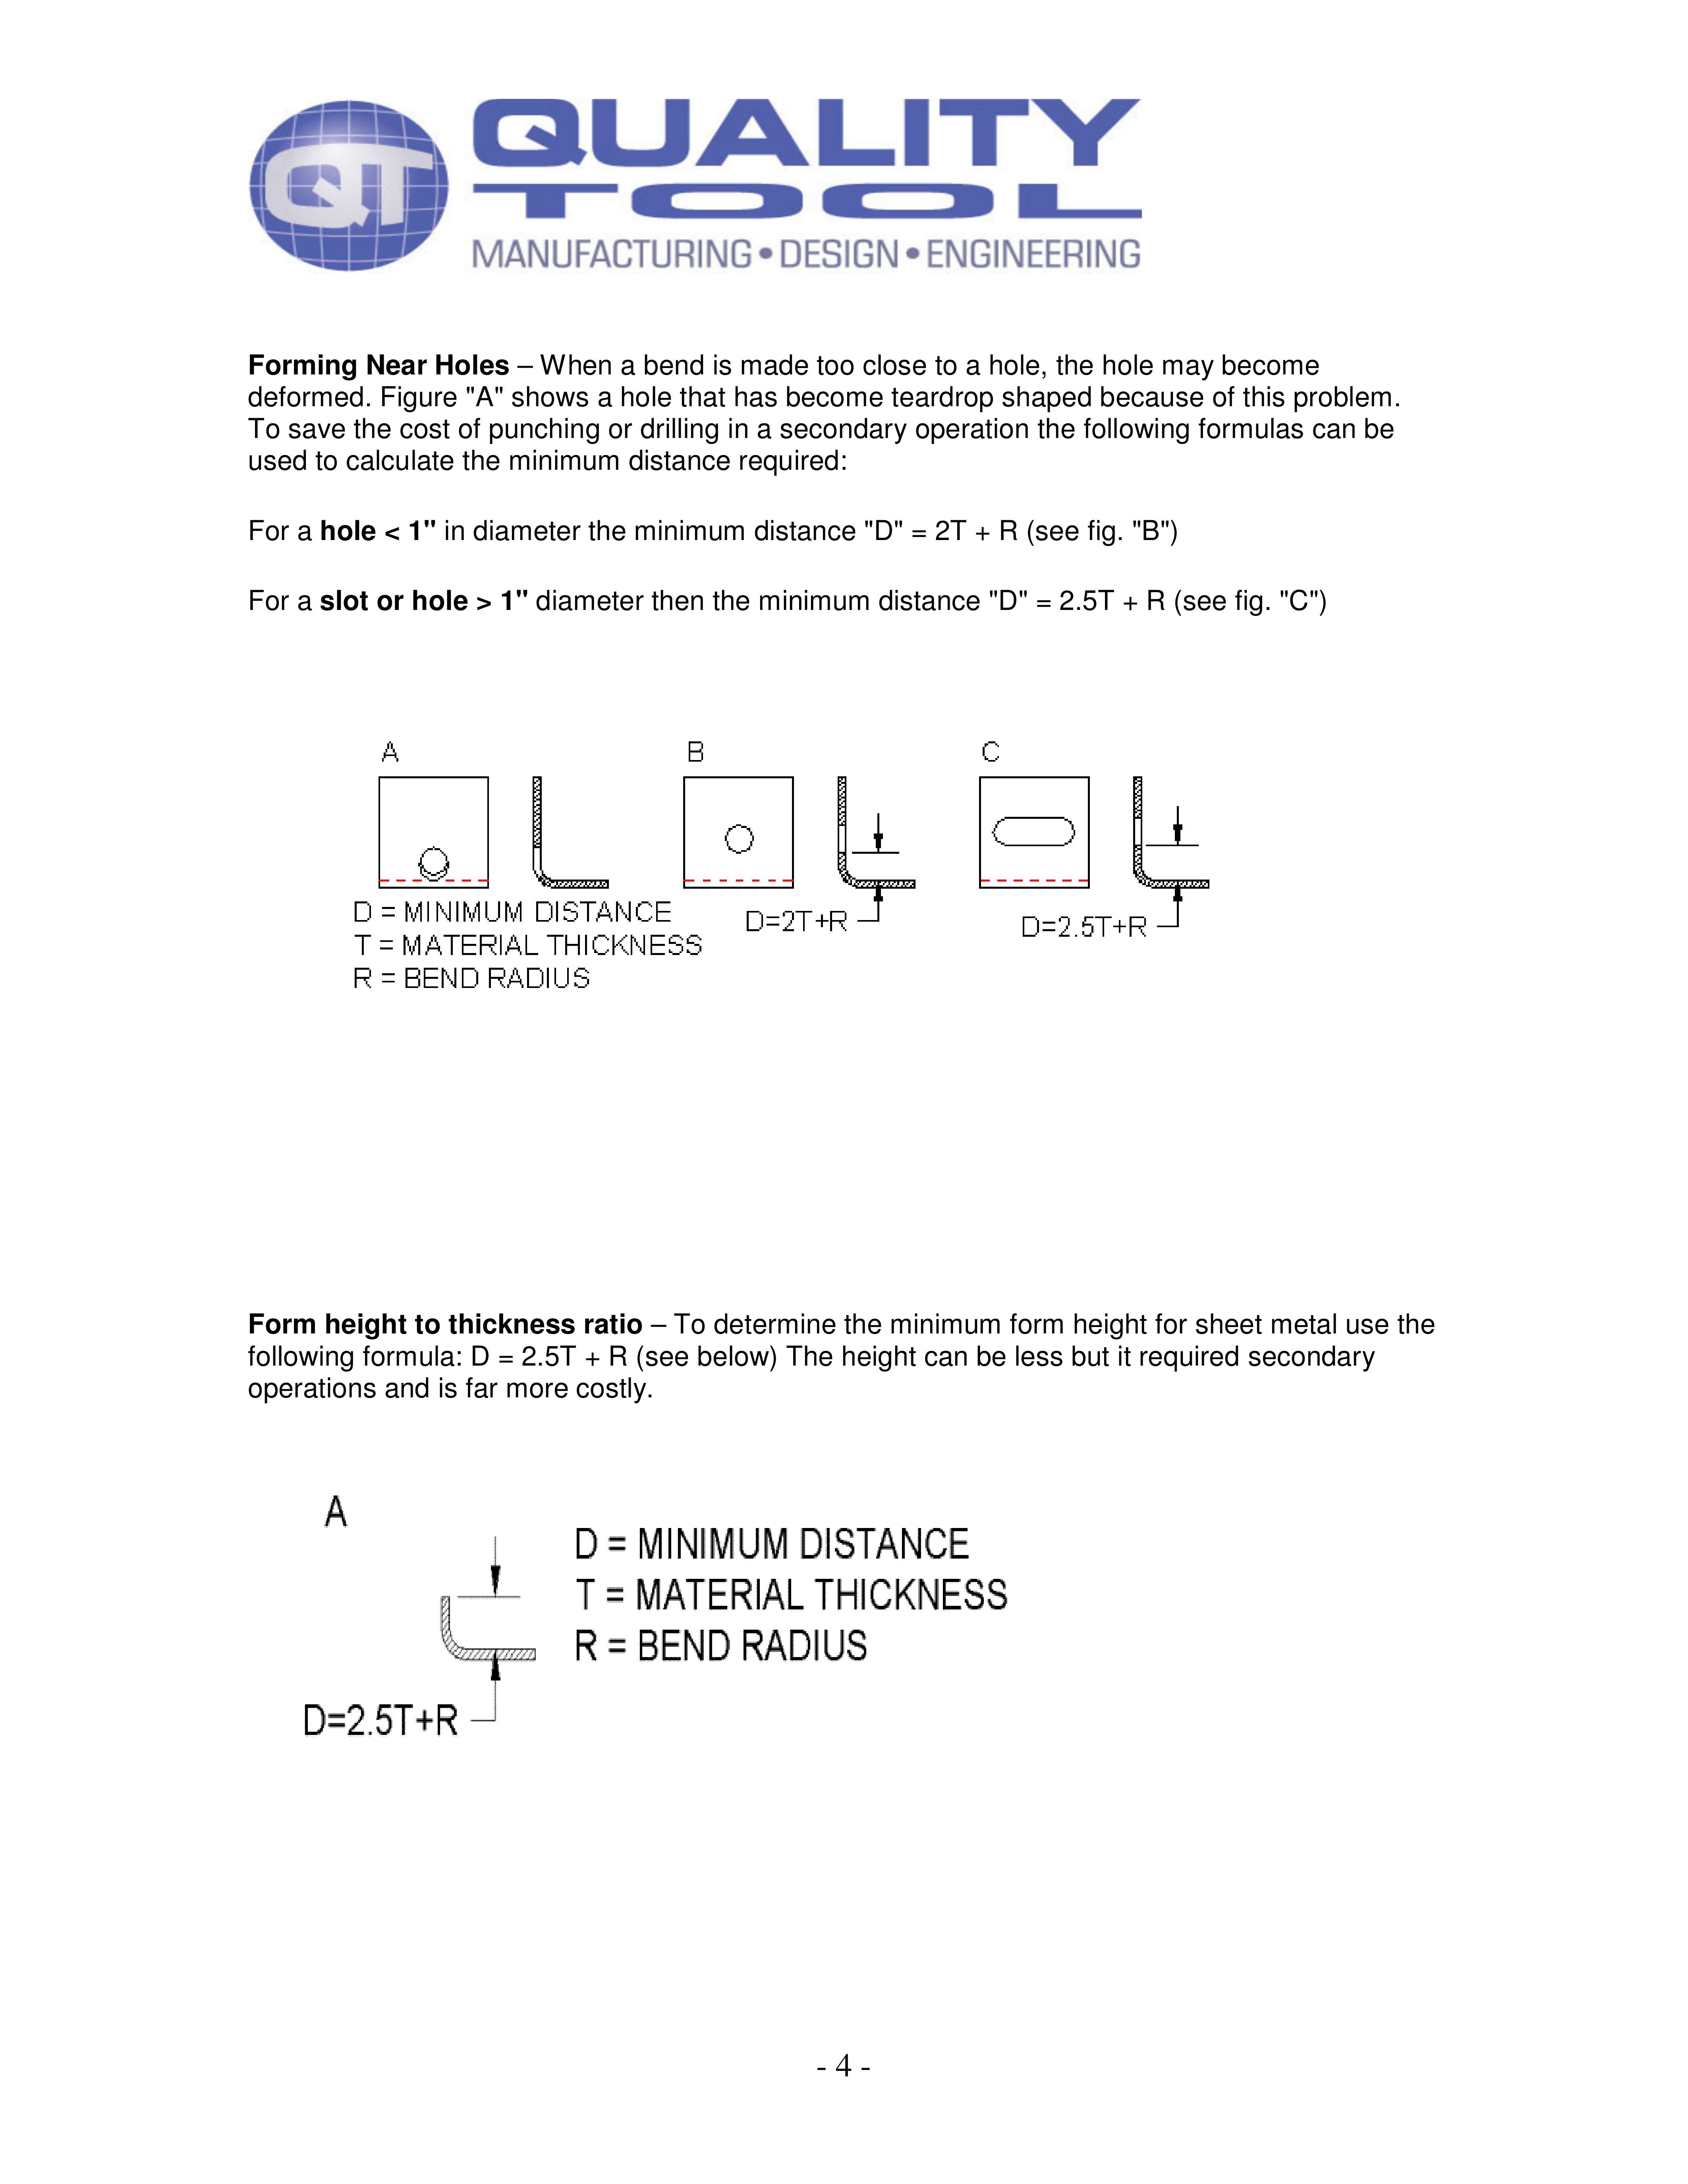 QT
QUALITY
TOOL
MANUFACTURING • DESIGN • ENGINEERING
Forming Near Holes – When a bend is made too close to a hole, the hole may become
deformed. Figure "A" shows a hole that has become teardrop shaped because of this problem.
To save the cost of punching or drilling in a secondary operation the following formulas can be
used to calculate the minimum distance required:
For a hole < 1" in diameter the minimum distance "D" = 2T + R (see fig. "B")
For a slot or hole > 1" diameter then the minimum distance "D" = 2.5T + R (see fig. "C")
A
B
C
D = MINIMUM DISTANCE
T = MATERIAL THICKNESS
R = BEND RADIUS
D=2T+R
D=2.5T+R
Form height to thickness ratio – To determine the minimum form height for sheet metal use the
following formula: D = 2.5T + R (see below) The height can be less but it required secondary
operations and is far more costly.
A
D = MINIMUM DISTANCE
T = MATERIAL THICKNESS
R = BEND RADIUS
D=2.5T+R
- 4 -